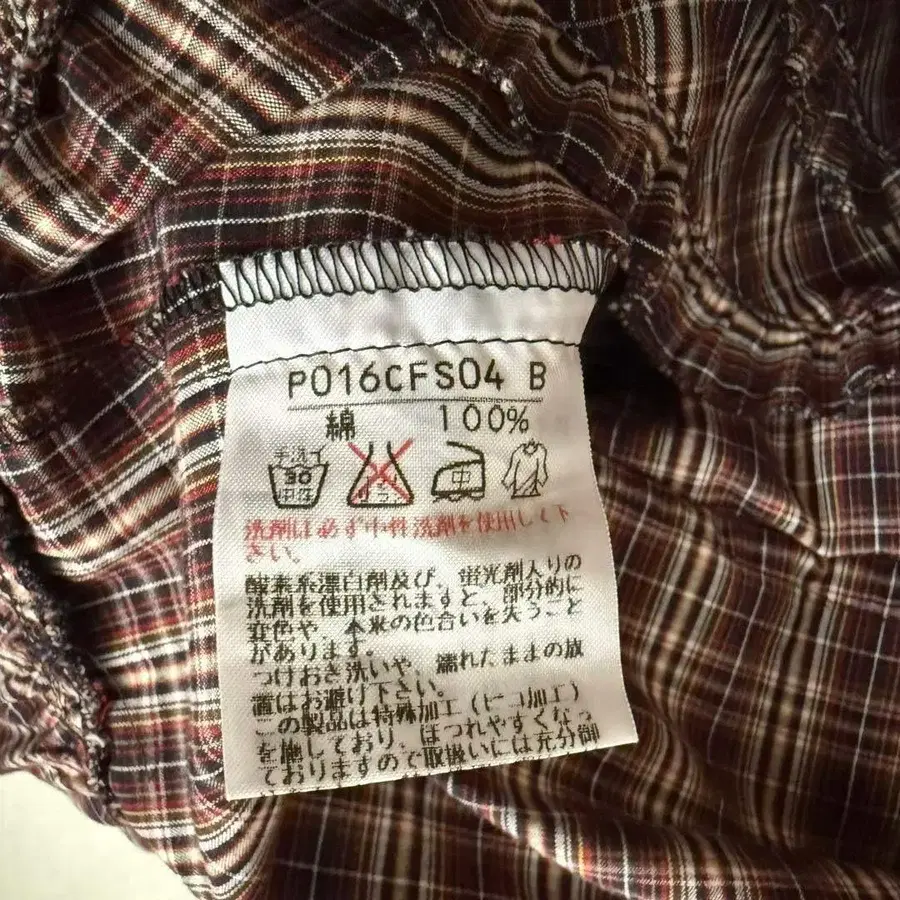 P016CFS04 B
綿 100%
手洗イ
30
中性
エンソサラシ
中
洗剤は必ず中性洗剤を使用して下
さい。
酸素系漂白剤及び、蛍光剤入りの
洗剤を使用されますと、部分的に
変色や、本来の色合いを失うこと
があります。
つけおき洗いや、濡れたままの放
置はお避け下さい。
この製品は特殊加工(ピコ加工)
を施しており、ほつれやすくなっ
ておりますので取扱いには充分御